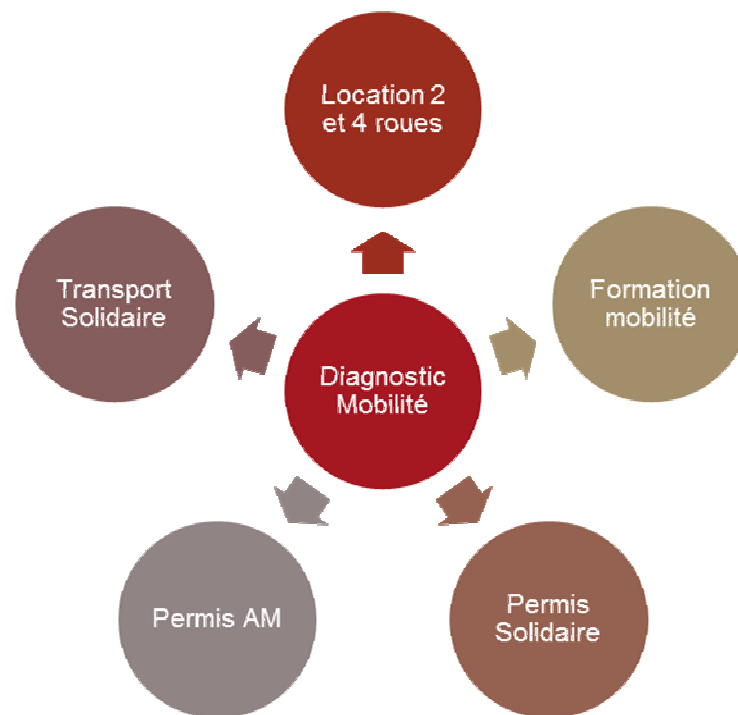 Location 2
et 4 roues
Transport
Solidaire
Formation
mobilité
Diagnostic
Mobilité
Permis AM
Permis
Solidaire